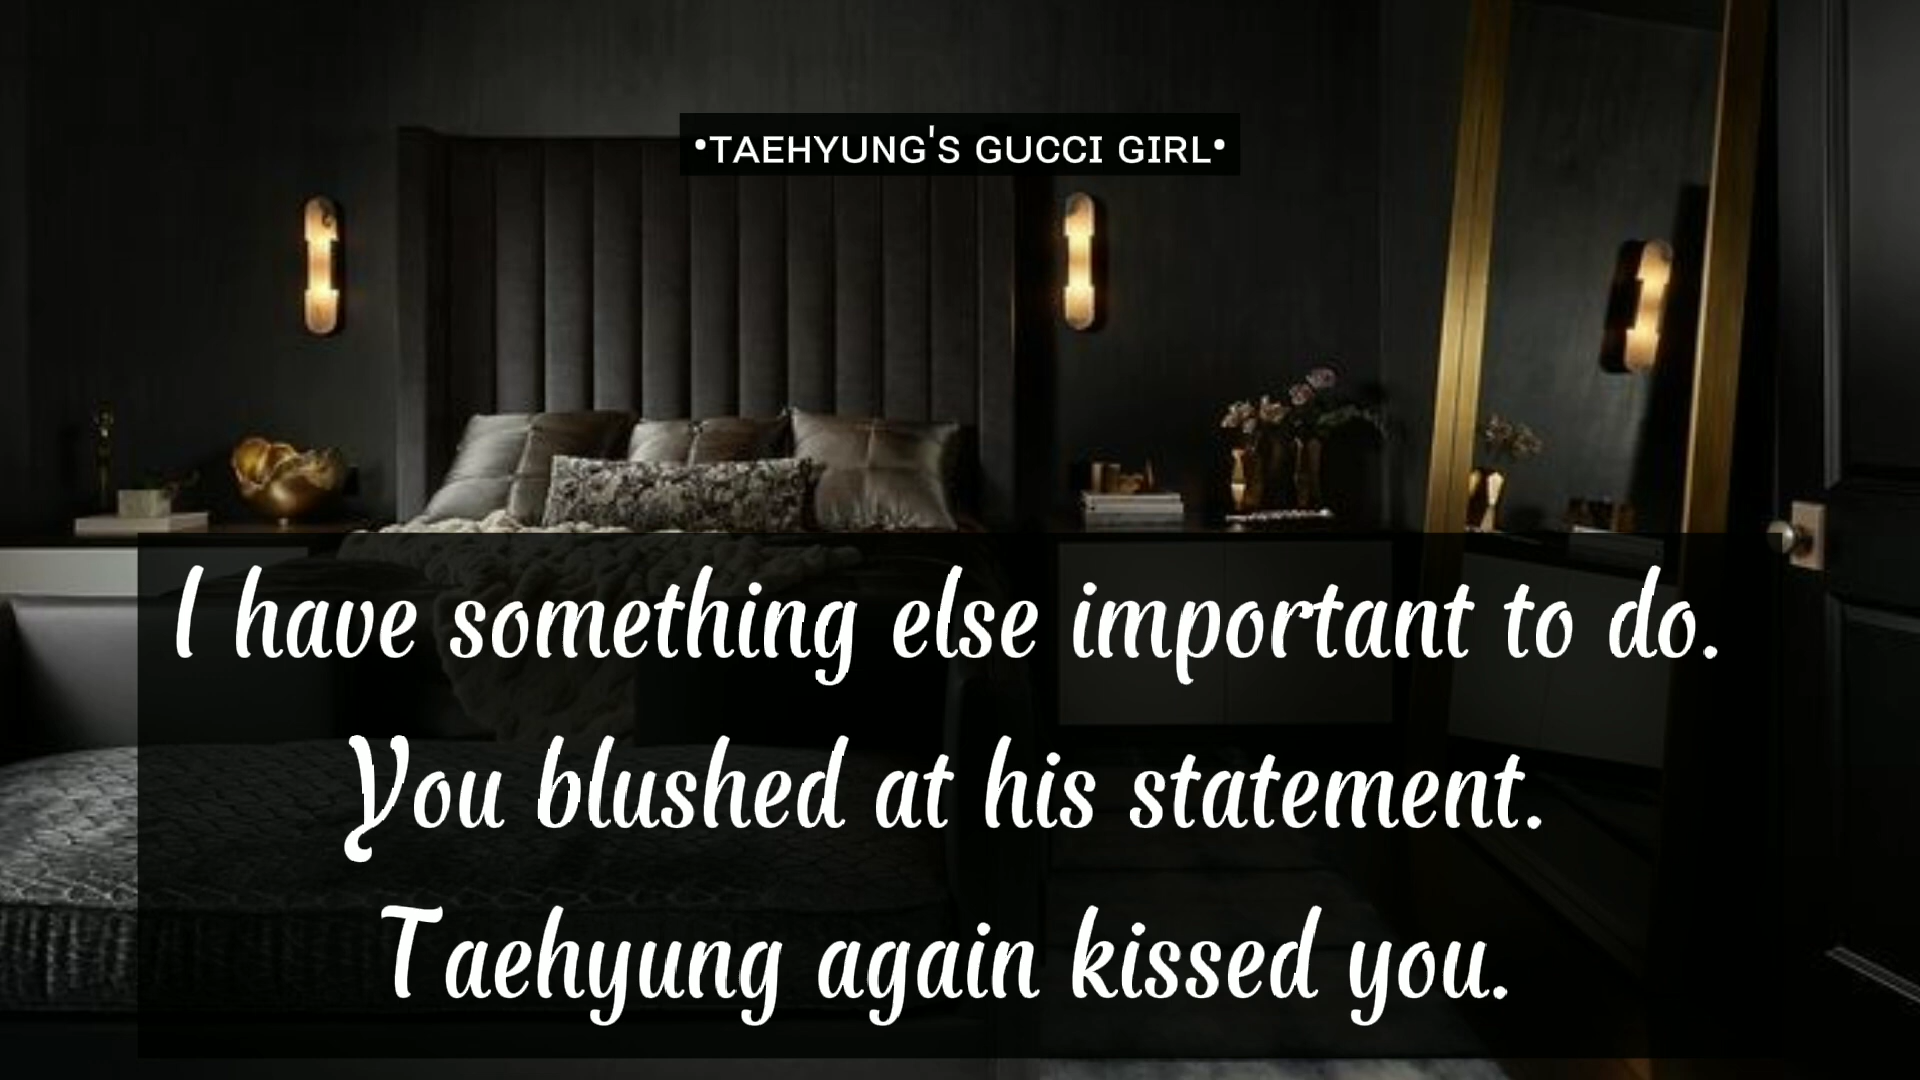 •TAEHYUNG'S GUCCI GIRL•
I have something else important to do.
You blushed at his statement.
Taehyung again kissed you.